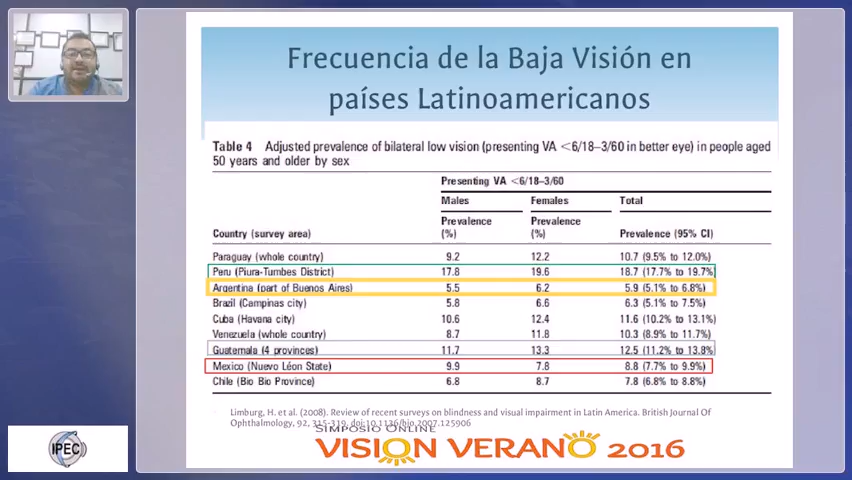 Frecuencia de la Baja Visión en
países Latinoamericanos
Table 4 Adjusted prevalence of bilateral low vision (presenting VA <6/18–3/60 in better eye) in people aged
50 years and older by sex
Presenting VA <6/18–3/60
Males Females Total
Prevalence Prevalence
Country (survey area) (%) (%) Prevalence (95% CI)
Paraguay (whole country) 9.2 12.2 10.7 (9.5% to 12.0%)
Peru (Piura-Tumbes District) 17.8 19.6 18.7 (17.7% to 19.7%)
Argentina (part of Buenos Aires) 5.5 6.2 5.9 (5.1% to 6.8%)
Brazil (Campinas city) 5.8 6.6 6.3 (5.1% to 7.5%)
Cuba (Havana city) 10.6 12.4 11.6 (10.2% to 13.1%)
Venezuela (whole country) 8.7 11.8 10.3 (8.9% to 11.7%)
Guatemala (4 provinces) 11.7 13.3 12.5 (11.2% to 13.8%)
Mexico (Nuevo Léon State) 9.9 7.8 8.8 (7.7% to 9.9%)
Chile (Bio Bio Province) 6.8 8.7 7.8 (6.8% to 8.8%)
Limburg, H. et al. (2008). Review of recent surveys on blindness and visual impairment in Latin America. British Journal Of
Ophthalmology, 92, 315-319. doi:10.1136/bjo.2007.125906
Simposio Online
VISION VERANO 2016
IPEC